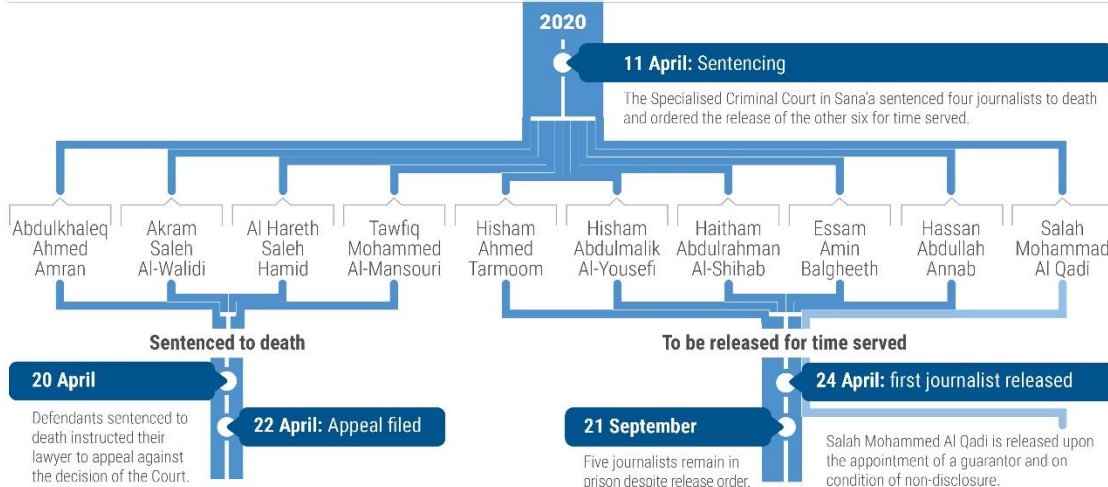 2020
11 April: Sentencing
The Specialised Criminal Court in Sana'a sentenced four journalists to death
and ordered the release of the other six for time served.
Abdulkhaleq
Ahmed
Amran
Akram
Saleh
Al-Walidi
Al Hareth
Saleh
Hamid
Tawfiq
Mohammed
Al-Mansouri
Hisham
Ahmed
Tarmoom
Hisham
Abdulmalik
Al-Yousefi
Haitham
Abdulrahman
Al-Shihab
Essam
Amin
Balgheeth
Hassan
Abdullah
Annab
Salah
Mohammad
Al Qadi
Sentenced to death
20 April
Defendants sentenced to
death instructed their
lawyer to appeal against
the decision of the Court.
22 April: Appeal filed
To be released for time served
24 April: first journalist released
Salah Mohammed Al Qadi is released upon
the appointment of a guarantor and on
condition of non-disclosure.
21 September
Five journalists remain in
prison despite release order.